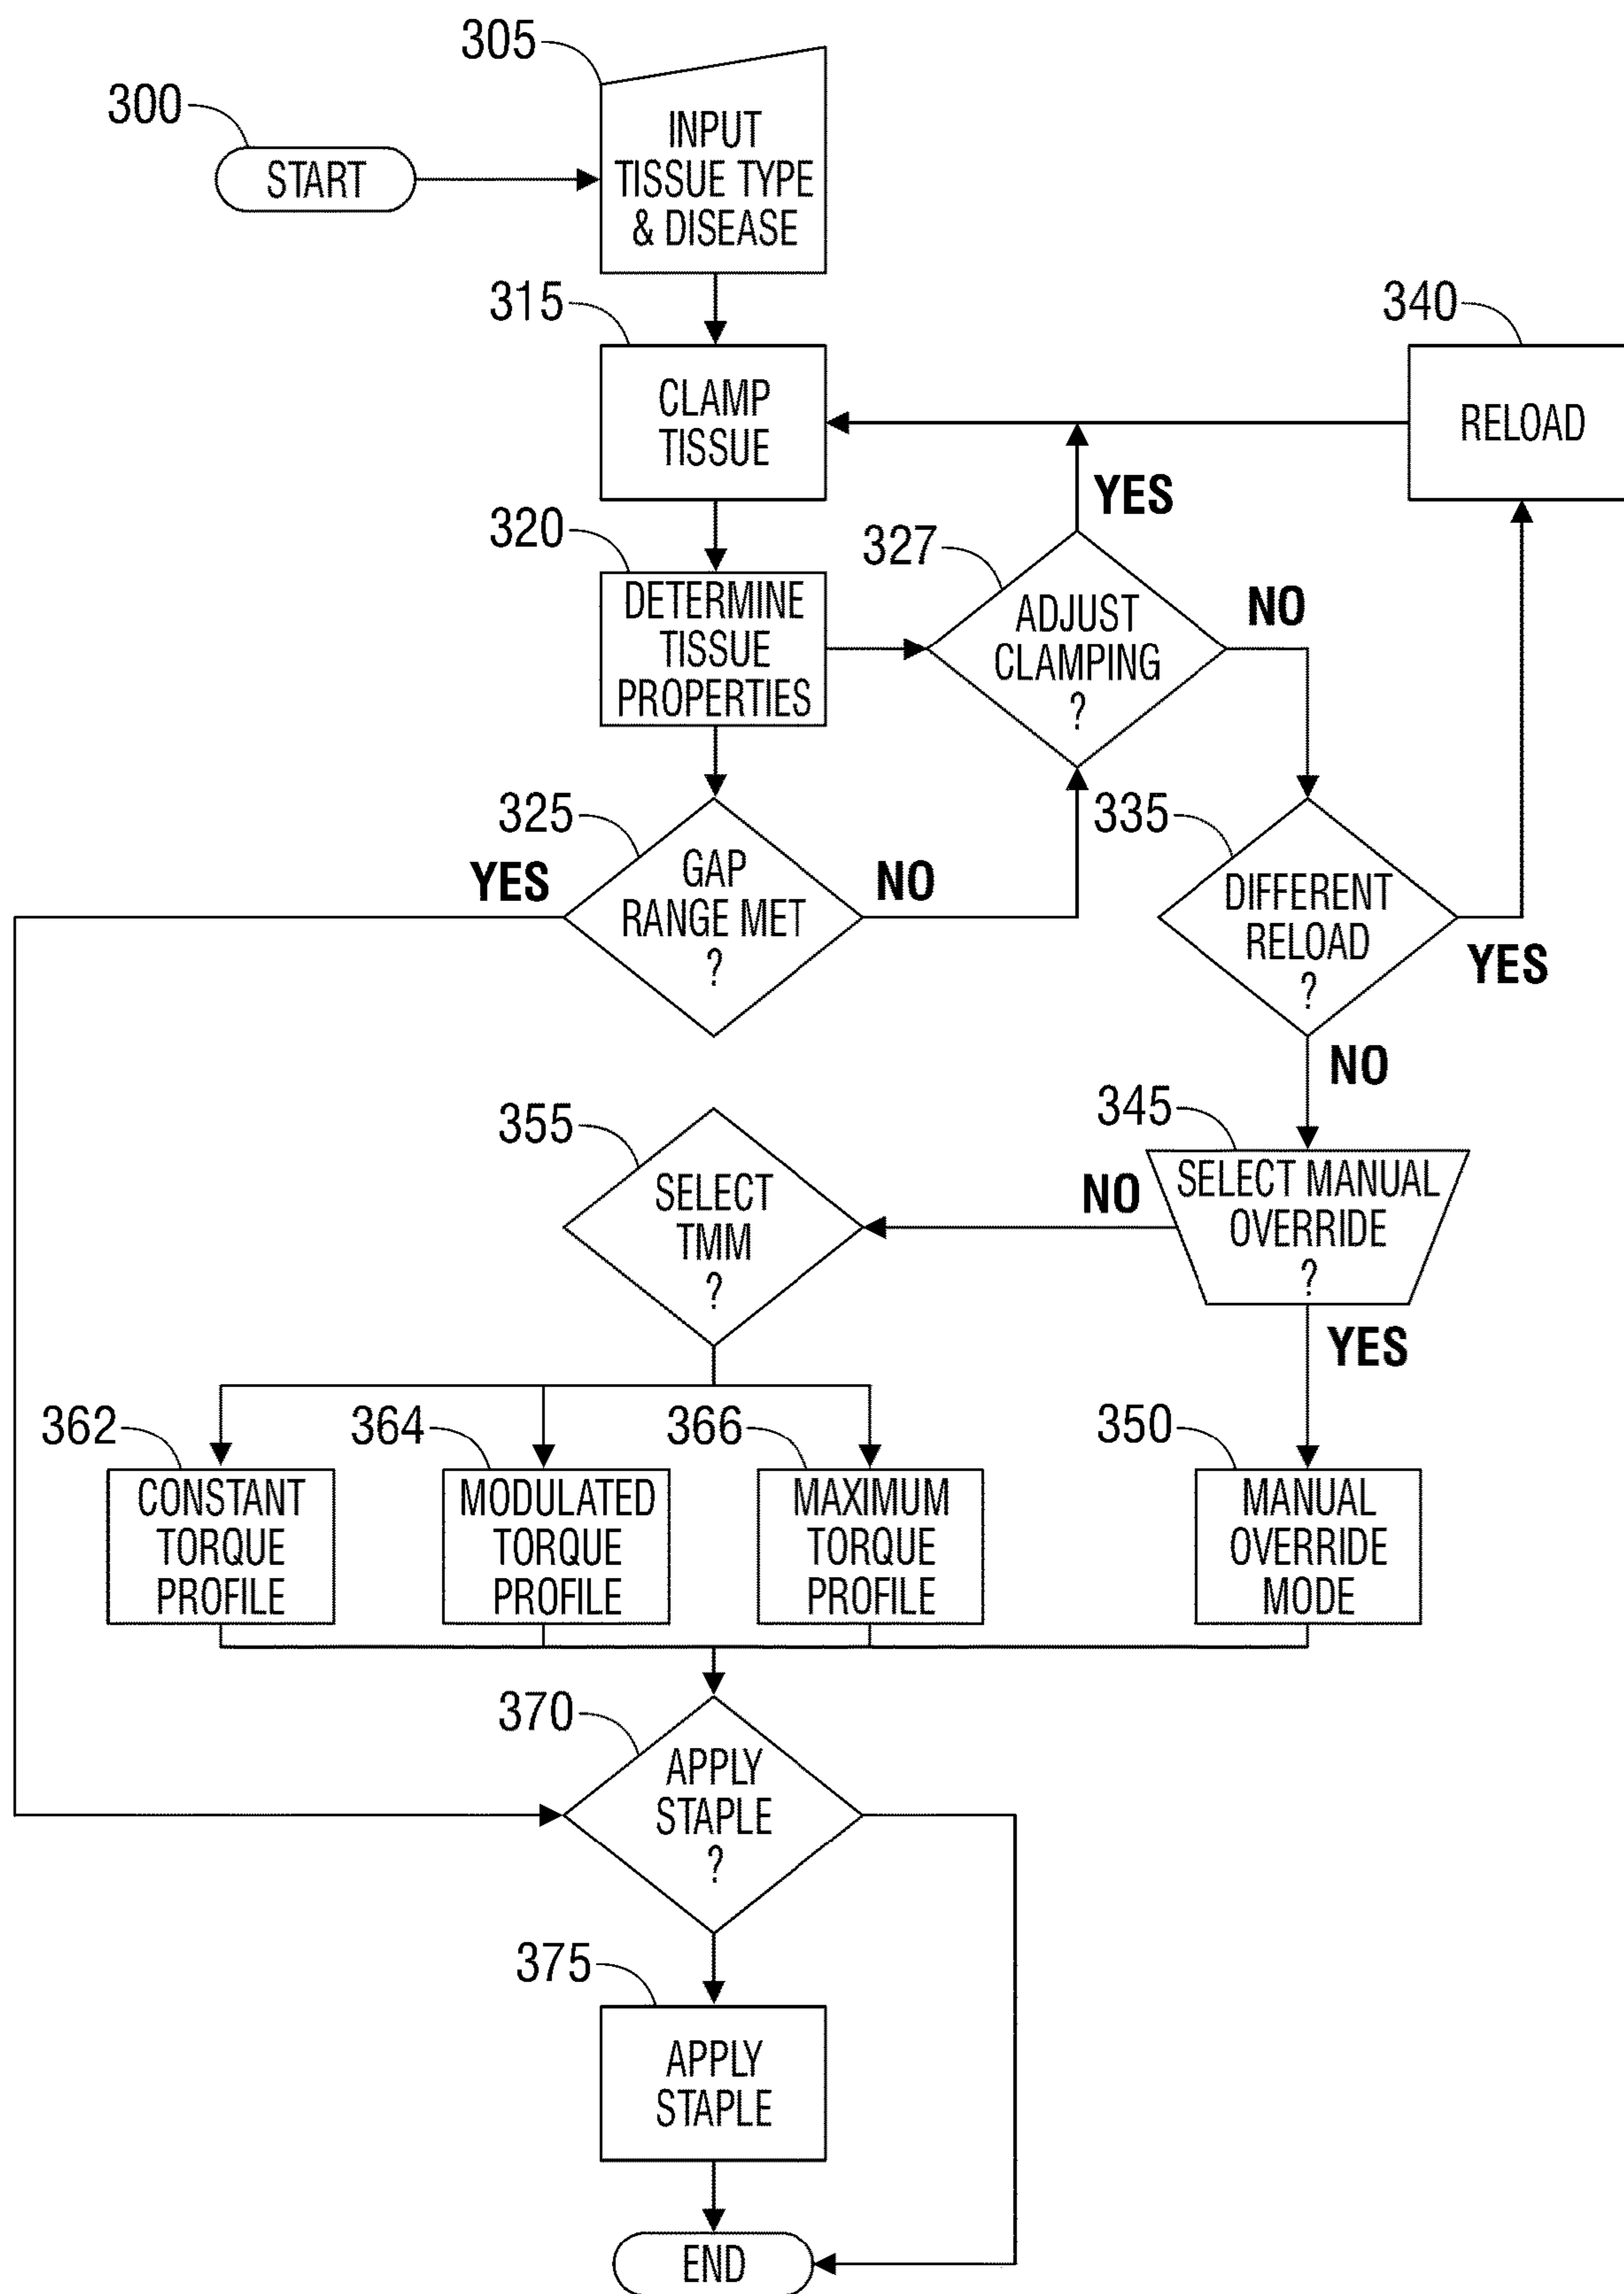 305
300
START
INPUT
TISSUE TYPE
& DISEASE
315
CLAMP
TISSUE
340
RELOAD
YES
320
DETERMINE
TISSUE
PROPERTIES
327
ADJUST
CLAMPING
?
NO
325
YES
GAP
RANGE MET
?
NO
335
DIFFERENT
RELOAD
?
YES
NO
355
SELECT
TMM
?
NO
345
SELECT MANUAL
OVERRIDE
?
YES
362
CONSTANT
TORQUE
PROFILE
364
MODULATED
TORQUE
PROFILE
366
MAXIMUM
TORQUE
PROFILE
350
MANUAL
OVERRIDE
MODE
370
APPLY
STAPLE
?
375
APPLY
STAPLE
END